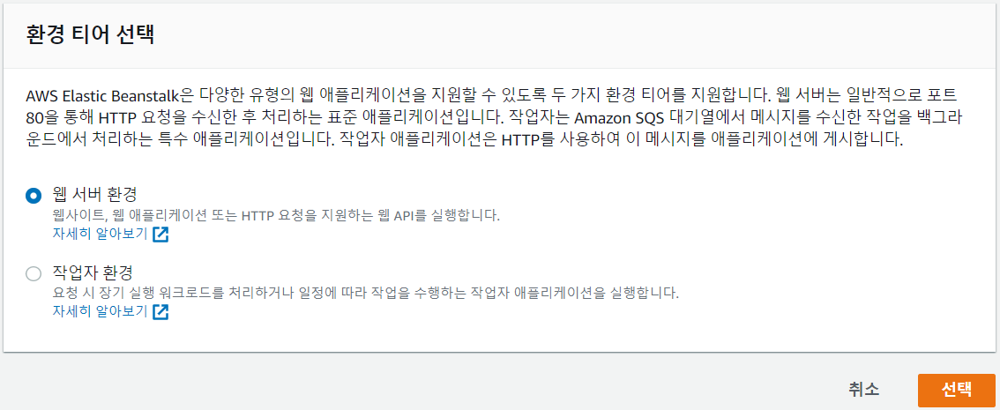 환경 티어 선택
AWS Elastic Beanstalk은 다양한 유형의 웹 애플리케이션을 지원할 수 있도록 두 가지 환경 티어를 지원합니다. 웹 서버는 일반적으로 포트
80을 통해 HTTP 요청을 수신한 후 처리하는 표준 애플리케이션입니다. 작업자는 Amazon SQS 대기열에서 메시지를 수신한 작업을 백그라
운드에서 처리하는 특수 애플리케이션입니다. 작업자 애플리케이션은 HTTP를 사용하여 이 메시지를 애플리케이션에 게시합니다.
웹 서버 환경
웹사이트, 웹 애플리케이션 또는 HTTP 요청을 지원하는 웹 API를 실행합니다.
자세히 알아보기
작업자 환경
요청 시 장기 실행 워크로드를 처리하거나 일정에 따라 작업을 수행하는 작업자 애플리케이션을 실행합니다.
자세히 알아보기
취소
선택